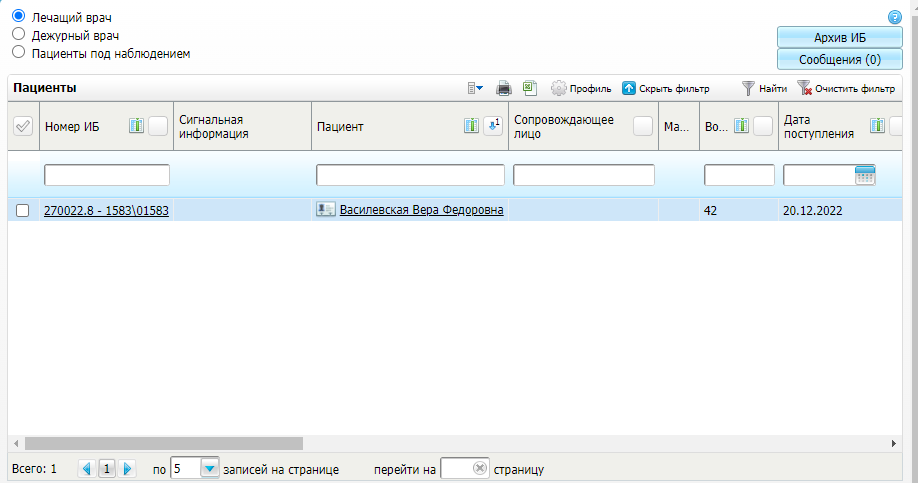 Лечащий врач
Дежурный врач
Пациенты под наблюдением
Архив ИБ
Сообщения (0)
Пациенты
Профиль Скрыть фильтр Найти Очистить фильтр
Номер ИБ Сигнальная информация Пациент 1 Сопровождающее лицо Ма... Во... Дата поступления
270022.8 - 1583\01583 Василевская Вера Федоровна 42 20.12.2022
Всего: 1 1 по 5 записей на странице перейти на страницу